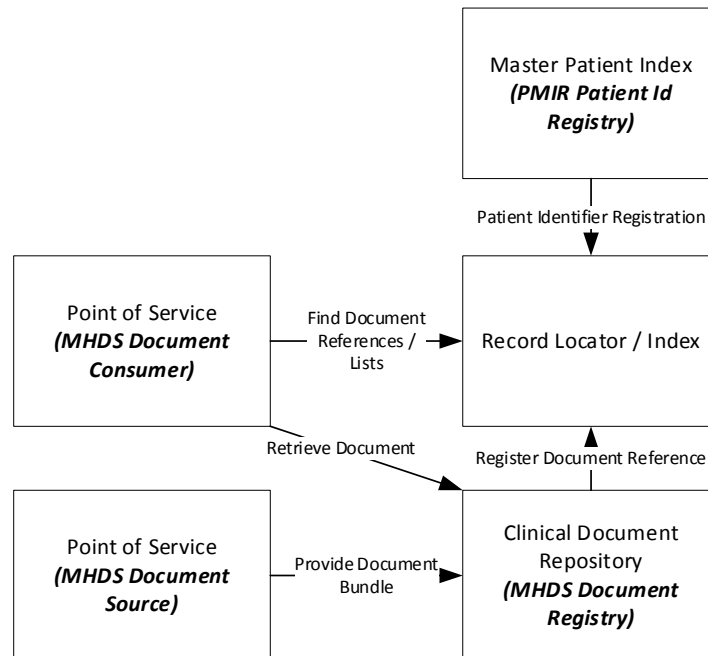 Master Patient Index
(PMIR Patient Id
Registry)
Patient Identifier Registration
Point of Service
(MHDS Document
Consumer)
Find Document
References /
Lists
Record Locator / Index
Retrieve Document
Register Document Reference
Point of Service
(MHDS Document
Source)
Provide Document
Bundle
Clinical Document
Repository
(MHDS Document
Registry)